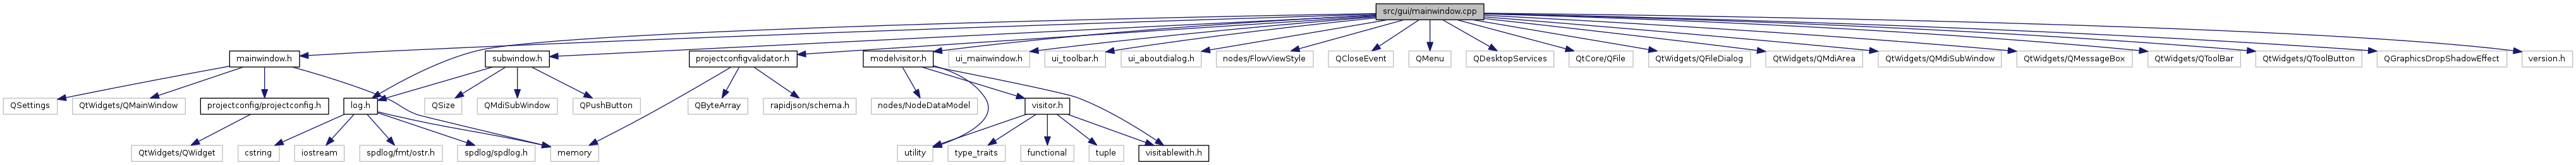 src/gui/mainwindow.cpp
mainwindow.h
subwindow.h
projectconfigvalidator.h
modelvisitor.h
ui_mainwindow.h
ui_toolbar.h
ui_aboutdialog.h
nodes/FlowViewStyle
QCloseEvent
QMenu
QDesktopServices
QtCore/QFile
QtWidgets/QFileDialog
QtWidgets/QMdiArea
QtWidgets/QMdiSubWindow
QtWidgets/QMessageBox
QtWidgets/QToolBar
QtWidgets/QToolButton
QGraphicsDropShadowEffect
version.h
QSettings
QtWidgets/QMainWindow
projectconfig/projectconfig.h
log.h
QSize
QMdiSubWindow
QPushButton
QByteArray
rapidjson/schema.h
nodes/NodeDataModel
visitor.h
QtWidgets/QWidget
cstring
iostream
spdlog/fmt/ostr.h
spdlog/spdlog.h
memory
utility
type_traits
functional
tuple
visitablewith.h